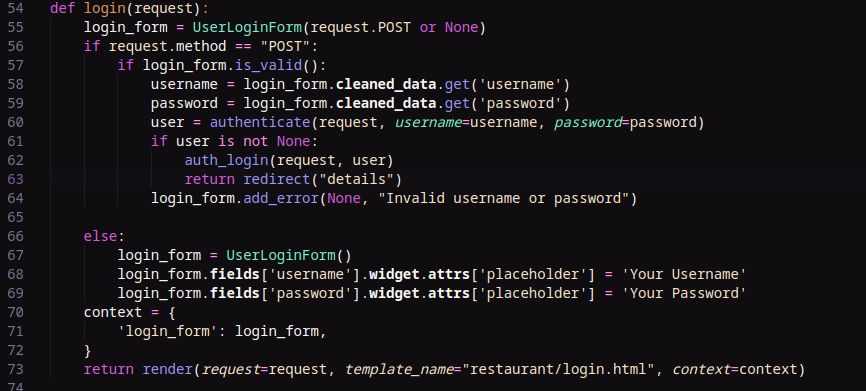 54 def login(request):
55     login_form = UserLoginForm(request.POST or None)
56     if request.method == "POST":
57         if login_form.is_valid():
58             username = login_form.cleaned_data.get('username')
59             password = login_form.cleaned_data.get('password')
60             user = authenticate(request, username=username, password=password)
61             if user is not None:
62                 auth_login(request, user)
63                 return redirect("details")
64             login_form.add_error(None, "Invalid username or password")
65
66     else:
67         login_form = UserLoginForm()
68         login_form.fields['username'].widget.attrs['placeholder'] = 'Your Username'
69         login_form.fields['password'].widget.attrs['placeholder'] = 'Your Password'
70     context = {
71         'login_form': login_form,
72     }
73     return render(request=request, template_name="restaurant/login.html", context=context)
74